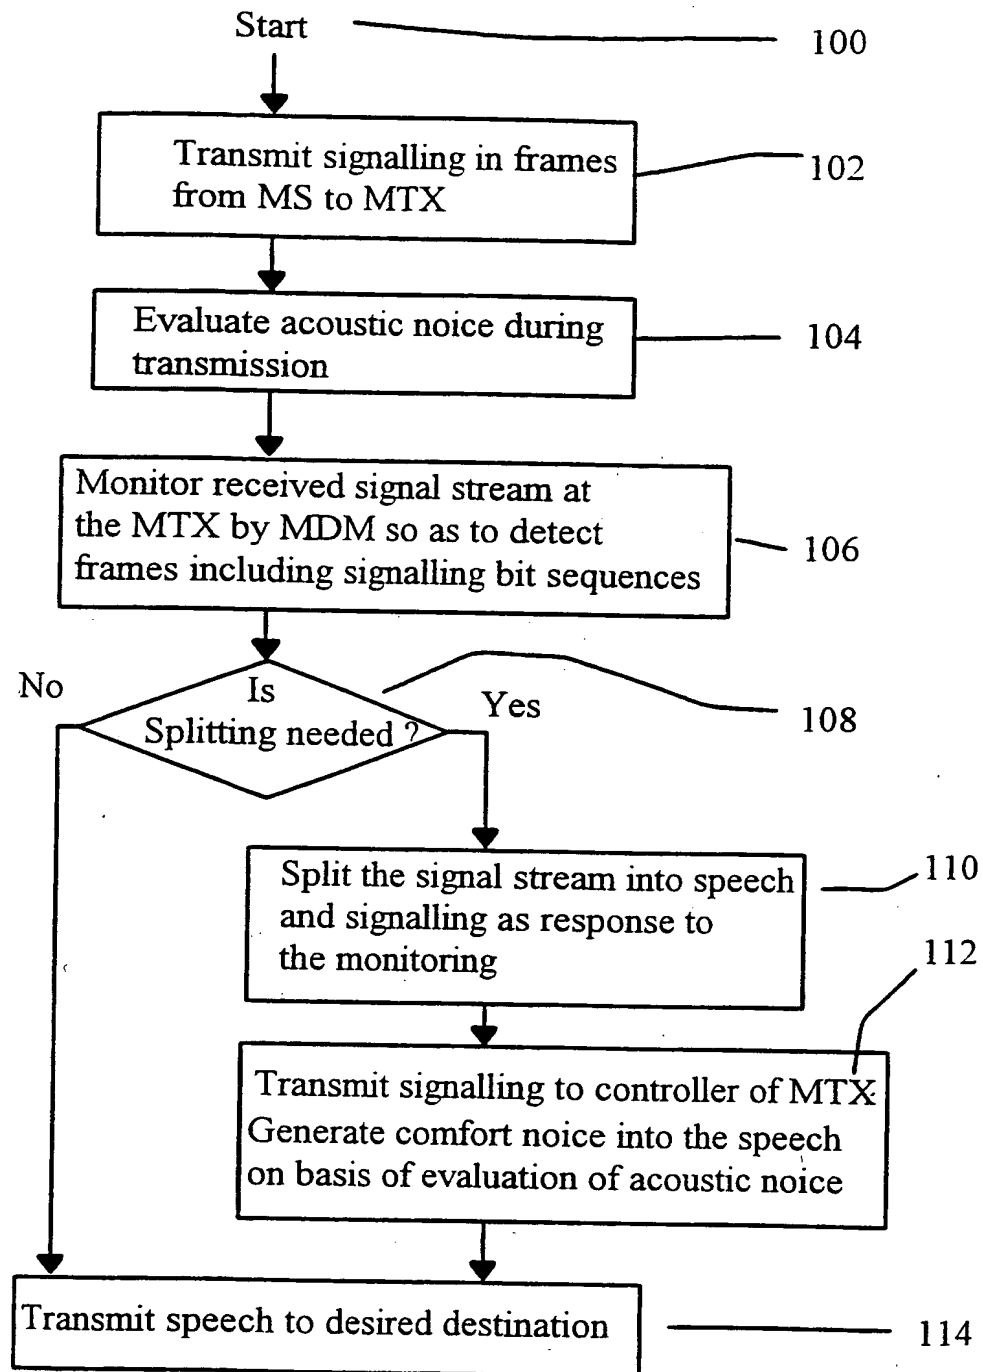 Start
100
Transmit signalling in frames
from MS to MTX
102
Evaluate acoustic noice during
transmission
104
Monitor received signal stream at
the MTX by MDM so as to detect
frames including signalling bit sequences
106
No
Is
Splitting needed ?
Yes
108
Split the signal stream into speech
and signalling as response to
the monitoring
110
112
Transmit signalling to controller of MTX
Generate comfort noice into the speech
on basis of evaluation of acoustic noice
Transmit speech to desired destination
114